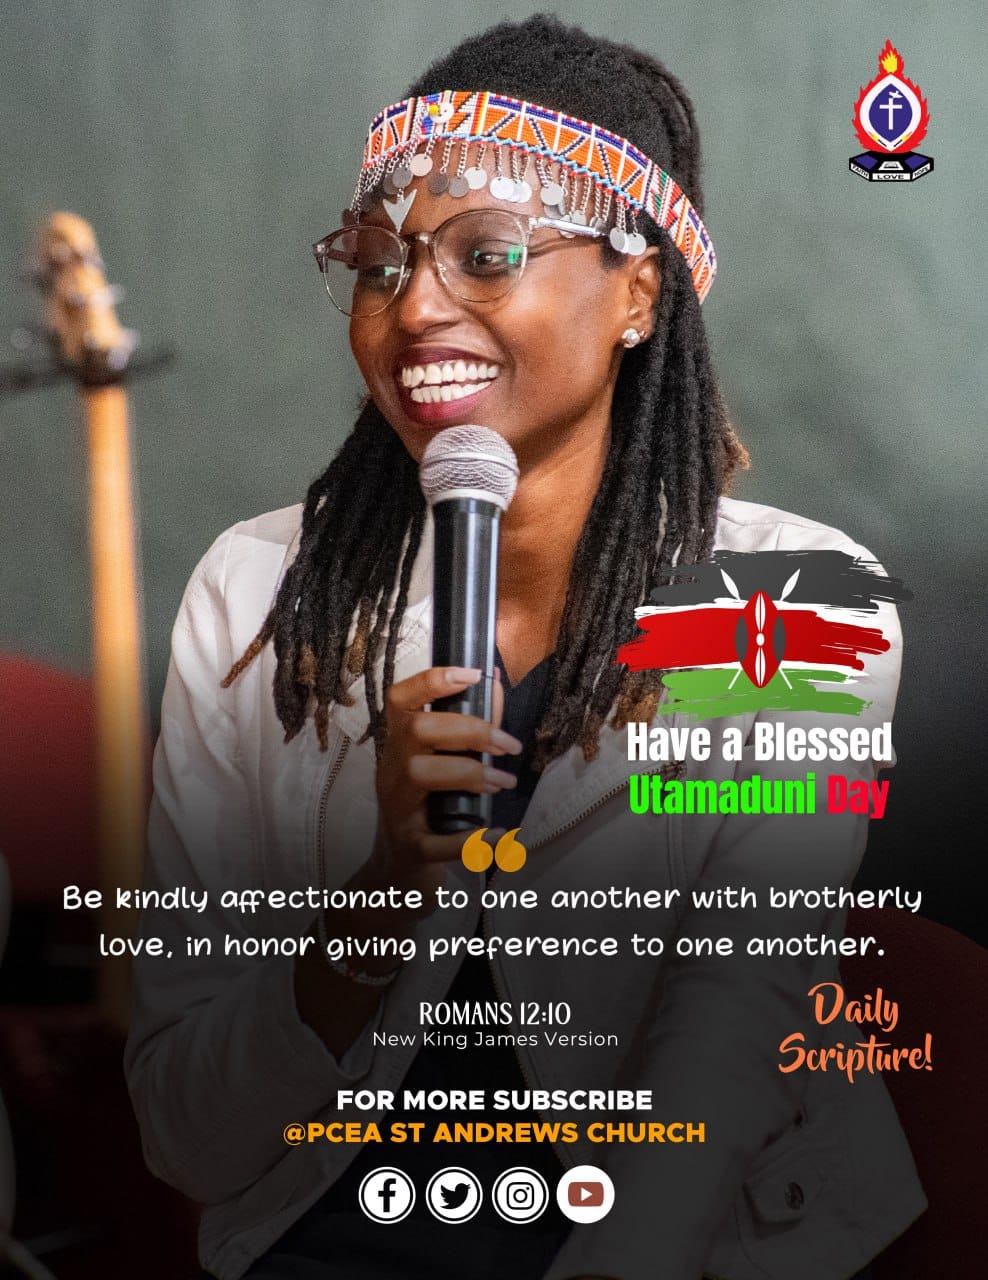 FAITH
LOVE
HOPE
Have a Blessed
Utamaduni Day
Be kindly affectionate to one another with brotherly
love, in honor giving preference to one another.
ROMANS 12:10
New King James Version
Daily
Scripture!
FOR MORE SUBSCRIBE
@PCEA ST ANDREWS CHURCH